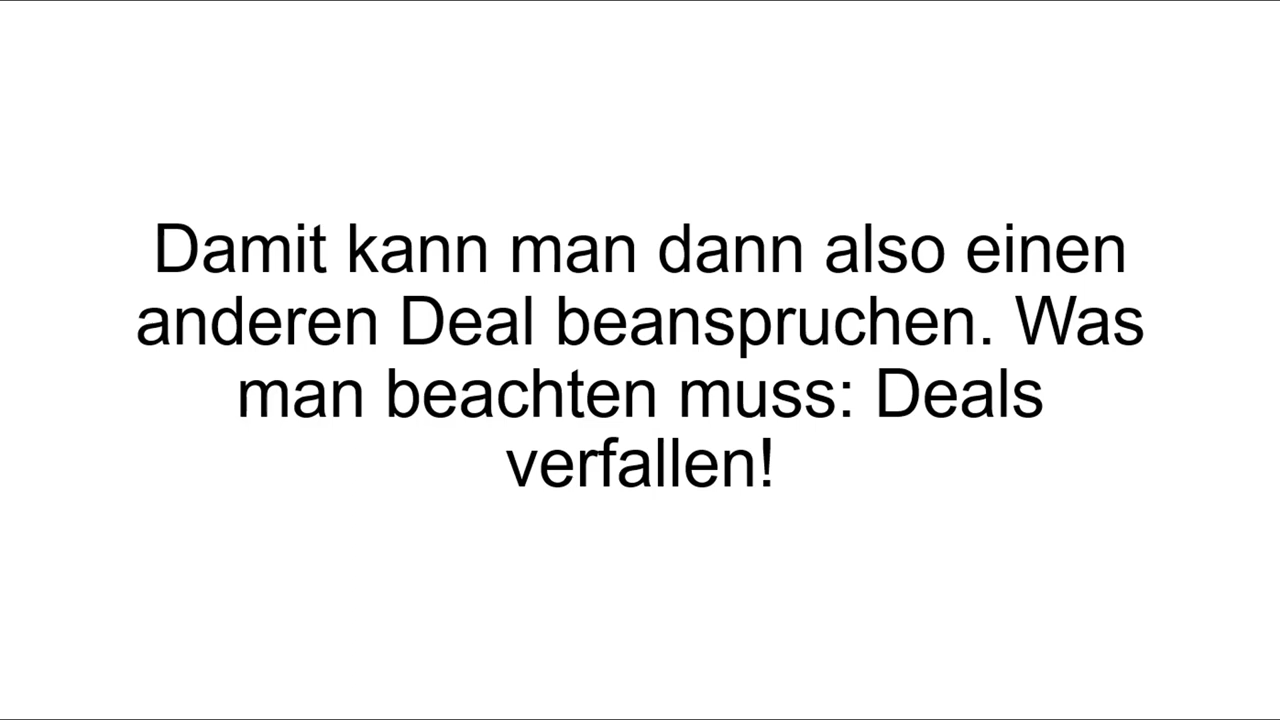 Damit kann man dann also einen
anderen Deal beanspruchen. Was
man beachten muss: Deals
verfallen!